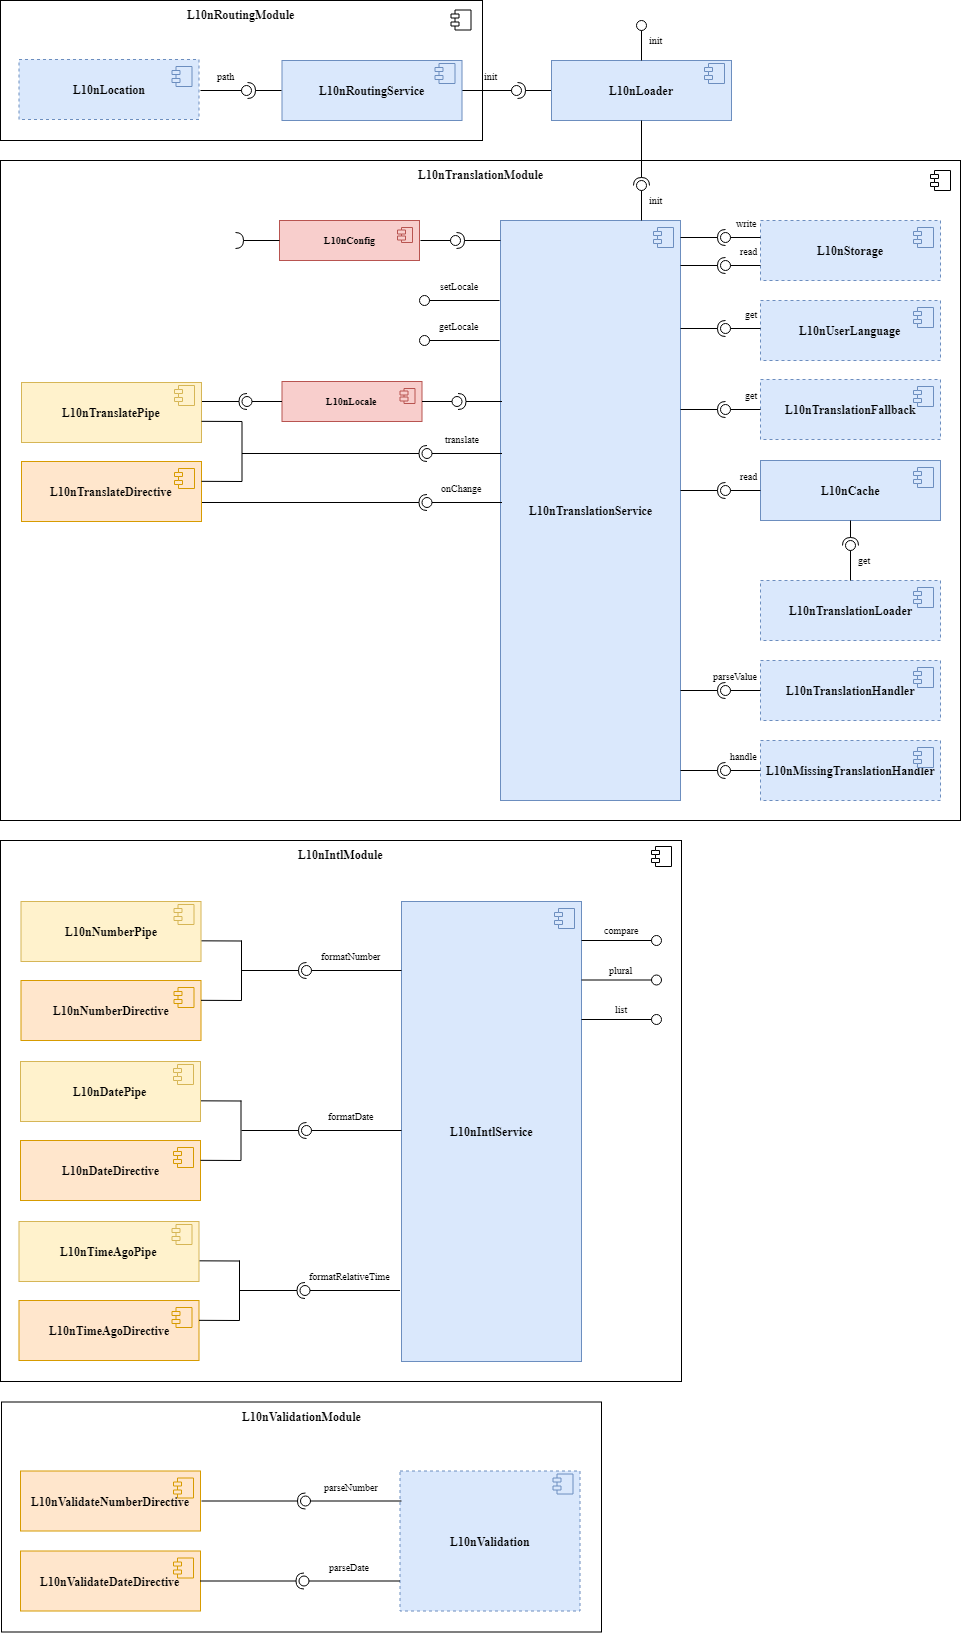 L10nRoutingModule
L10nLocation
path
L10nRoutingService
init
L10nLoader
init
L10nTranslationModule
init
L10nConfig
setLocale
getLocale
L10nTranslatePipe
L10nLocale
translate
L10nTranslateDirective
onChange
L10nTranslationService
write
read
L10nStorage
get
L10nUserLanguage
get
L10nTranslationFallback
read
L10nCache
get
L10nTranslationLoader
parseValue
L10nTranslationHandler
handle
L10nMissingTranslationHandler
L10nIntlModule
L10nNumberPipe
formatNumber
L10nNumberDirective
compare
plural
list
L10nDatePipe
formatDate
L10nDateDirective
L10nIntlService
L10nTimeAgoPipe
formatRelativeTime
L10nTimeAgoDirective
L10nValidationModule
L10nValidateNumberDirective
parseNumber
L10nValidation
parseDate
L10nValidateDateDirective